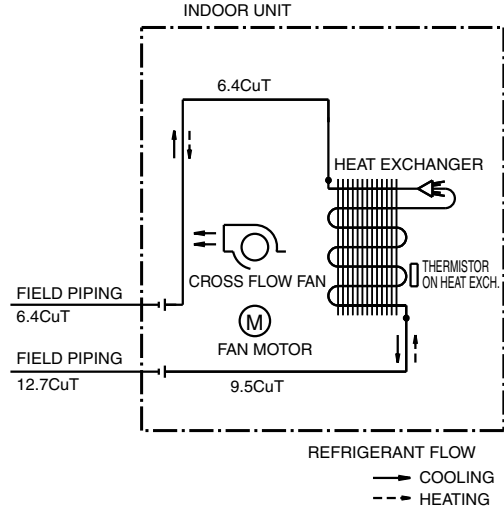 INDOOR UNIT
6.4CuT
HEAT EXCHANGER
CROSS FLOW FAN
THERMISTOR
ON HEAT EXCH.
FIELD PIPING
6.4CuT
M
FAN MOTOR
FIELD PIPING
12.7CuT
9.5CuT
REFRIGERANT FLOW
COOLING
HEATING